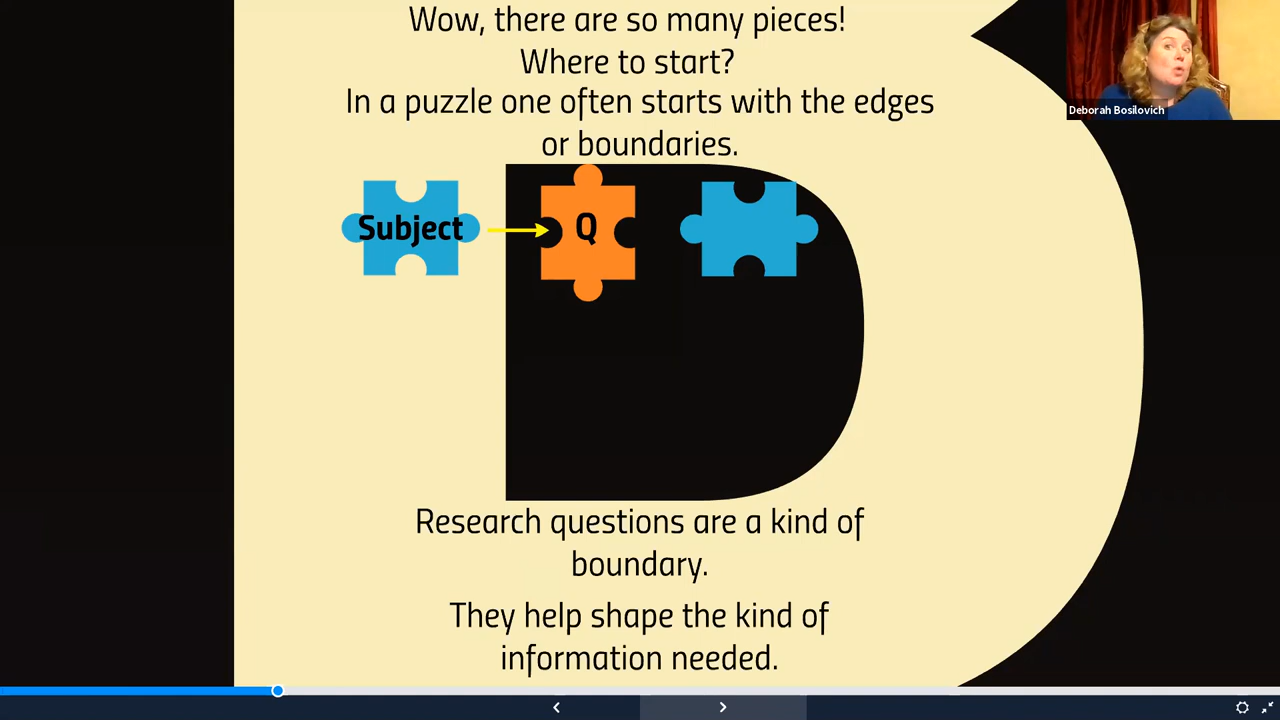 Wow, there are so many pieces!
Where to start?
In a puzzle one often starts with the edges
or boundaries.
Deborah Bosilovich
Subject
Q
Research questions are a kind of
boundary.
They help shape the kind of
information needed.